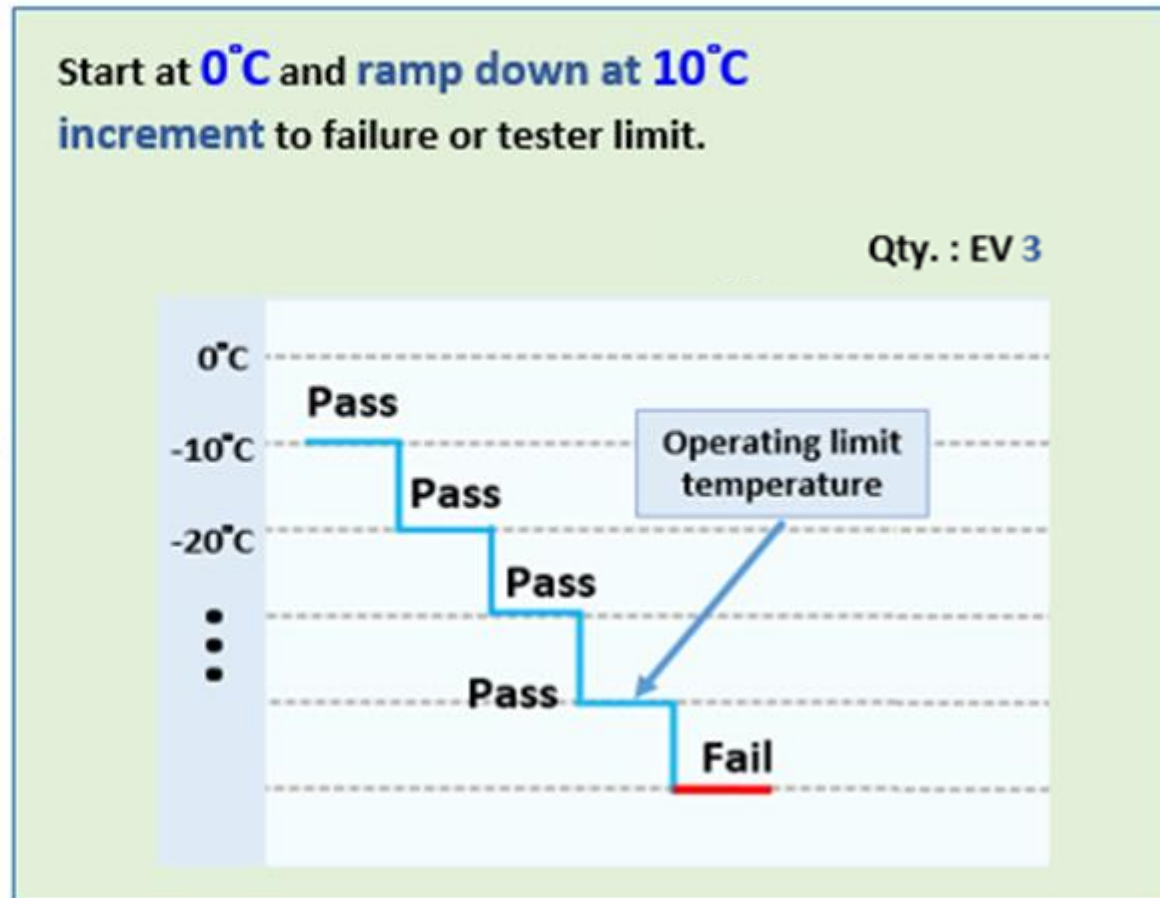 Start at 0°C and ramp down at 10°C
increment to failure or tester limit.
Qty. : EV 3
0°C
Pass
-10°C
Operating limit
temperature
Pass
-20°C
Pass
Pass
Fail